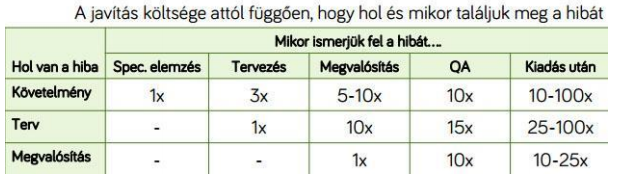 A javítás költsége attól függően, hogy hol és mikor találjuk meg a hibát
Mikor ismerjük fel a hibát….
Hol van a hiba Spec. elemzés Tervezés Megvalósítás QA Kiadás után
Követelmény 1x 3x 5-10x 10x 10-100x
Terv - 1x 10x 15x 25-100x
Megvalósítás - - 1x 10x 10-25x